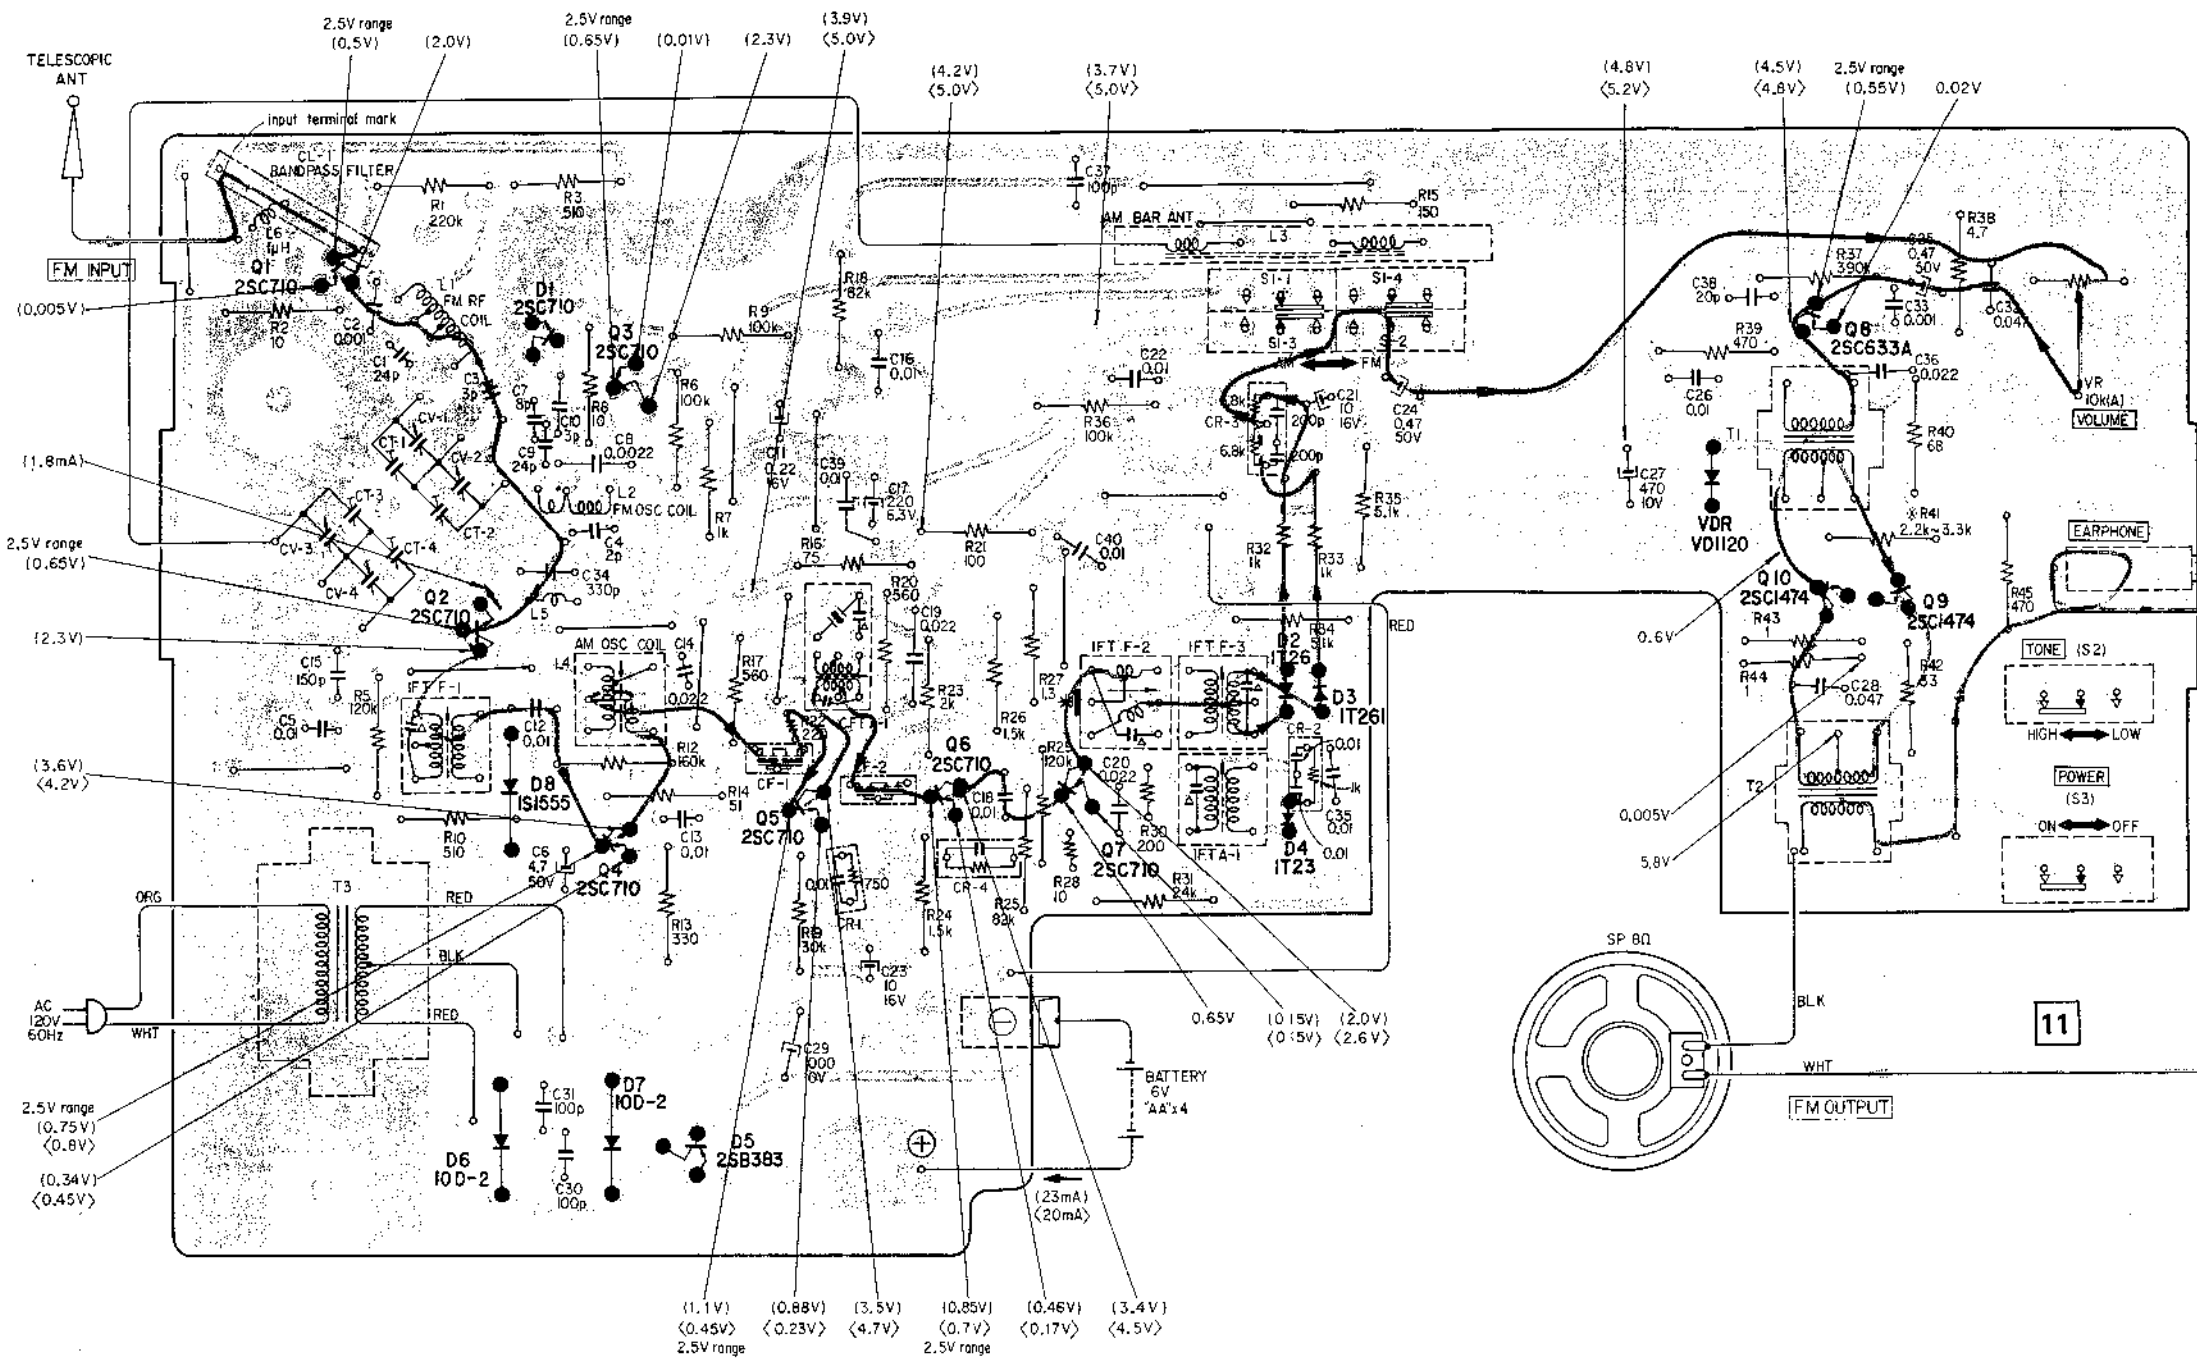 2.5V range
(0.5V)
(2.0V)
2.5V range
(0.65V)
(0.01V)
(2.3V)
(3.9V)
<5.0V>
(4.2V)
<5.0V>
(3.7V)
<5.0V>
(4.8V)
<5.2V>
(4.5V)
<4.8V>
2.5V range
(0.55V)
0.02V
TELESCOPIC
ANT
input terminal mark
CL-1
BANDPASS FILTER
R1
220k
R3
510
C37
100p
R15
150
AM BAR ANT
L3
R38
4.7
FM INPUT
L6
1μH
Q1
2SC710
(0.005V)
R2
10
C2
0.001
L1
FM RF
COIL
D1
2SC710
Q3
2SC710
R9
100k
R18
82k
C16
0.01
S1-1
S1-4
S1-3
S1-2
AM
FM
C38
20p
R37
390k
C25
0.47
50V
C33
0.001
C32
0.047
Q8
2SC633A
R39
470
C36
0.022
C26
0.01
VR
10k(A)
VOLUME
C1
24p
C3
3p
C7
8p
C10
3p
C9
24p
R8
10
C8
0.0022
R6
100k
R7
1k
C22
0.01
R36
100k
CR-3
6.8k
200p
200p
C21
10
16V
C24
0.47
50V
CT-1
CV-1
CV-2
CT-2
CT-3
CV-3
CT-4
CV-4
(1.8mA)
2.5V range
(0.65V)
(2.3V)
L2
FM OSC COIL
C4
2p
C34
330p
L5
Q2
2SC710
C11
0.22
16V
C39
0.01
C17
220
6.3V
R16
75
R21
100
C40
0.01
R32
1k
R33
1k
R35
5.1k
C27
470
10V
VDR
VD1120
T1
R40
68
※R41
2.2k~3.3k
EARPHONE
R45
470
Q10
2SC1474
Q9
2SC1474
0.6V
R43
1
R44
1
R42
33
C28
0.047
TONE (S2)
HIGH
LOW
RED
C15
150p
R5
120k
C5
0.01
IFT F-1
AM OSC COIL
L4
C14
0.022
R17
560
R20
560
C19
0.022
R23
2k
R26
1.5k
R27
1.3k
IFT F-2
IFT F-3
D2
1T261
R34
5.1k
D3
1T261
CR-2
0.01
1k
C35
0.01
0.01
C12
0.01
D8
1S1555
R12
160k
R14
51
R10
510
C13
0.01
CF-1
Q5
2SC710
Q6
2SC710
C18
0.01
C20
0.022
R30
200
Q7
2SC710
IFT A-1
D4
1T23
(3.6V)
<4.2V>
C6
4.7
50V
Q4
2SC710
R13
330
R19
30k
0.01
750
CR-1
R24
1.5k
CR-4
R25
82k
R28
10
R31
24k
T2
0.005V
5.8V
POWER
(S3)
ON
OFF
T3
ORG
RED
BLK
RED
WHT
AC
120V
60Hz
C23
10
16V
0.65V
(0.15V)
<0.15V>
(2.0V)
<2.6V>
SP 8Ω
BLK
WHT
11
FM OUTPUT
BATTERY
6V
"AA"x4
C31
100p
D7
10D-2
D6
10D-2
C30
100p
D5
2SB383
(23mA)
<20mA>
2.5V range
(0.75V)
<0.8V>
(0.34V)
<0.45V>
(1.1V)
<0.45V>
2.5V range
(0.88V)
<0.23V>
(3.5V)
<4.7V>
(0.85V)
<0.7V>
2.5V range
(0.46V)
<0.17V>
(3.4V)
<4.5V>